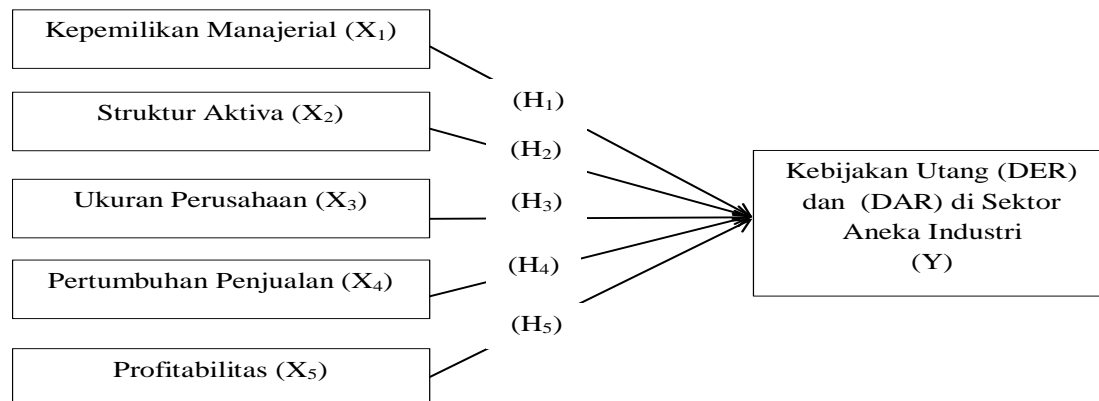 Kepemilikan Manajerial (X₁)
(H₁)
Struktur Aktiva (X₂)
(H₂)
Ukuran Perusahaan (X₃)
(H₃)
Pertumbuhan Penjualan (X₄)
(H₄)
Profitabilitas (X₅)
(H₅)
Kebijakan Utang (DER)
dan (DAR) di Sektor
Aneka Industri
(Y)